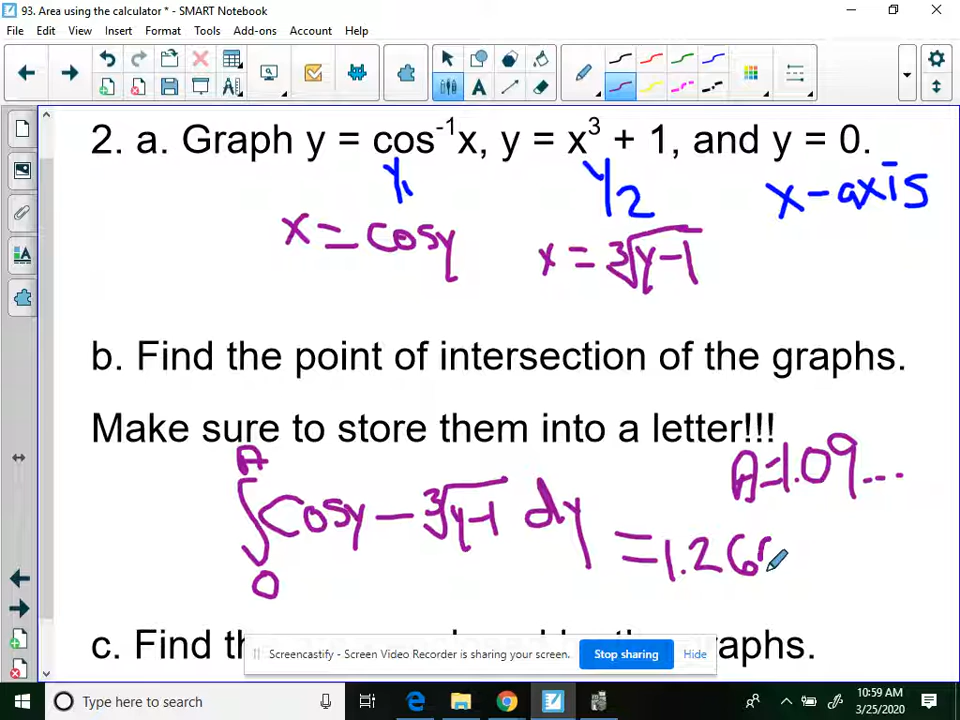 93. Area using the calculator * - SMART Notebook
File Edit View Insert Format Tools Add-ons Account Help
2. a. Graph y = cos⁻¹x, y = x³ + 1, and y = 0.
y₁ y₂ x-axis
x = cosy x = ∛(y-1)
b. Find the point of intersection of the graphs.
Make sure to store them into a letter!!!
A=1.09...
∫₀ᴬ cosy - ∛(y-1) dy = 1.26
c. Find th graphs.
Screencastify - Screen Video Recorder is sharing your screen. Stop sharing Hide
Type here to search
10:59 AM
3/25/2020